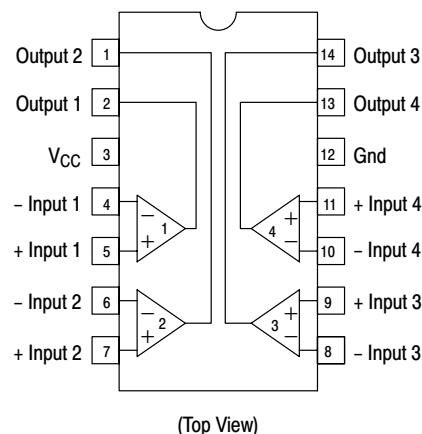 Output 2 1 14 Output 3
Output 1 2 13 Output 4
VCC 3 12 Gnd
– Input 1 4 – 1 + 11 + Input 4
+ Input 1 5 + 4 – 10 – Input 4
– Input 2 6 – 2 + 9 + Input 3
+ Input 2 7 + 3 – 8 – Input 3
(Top View)